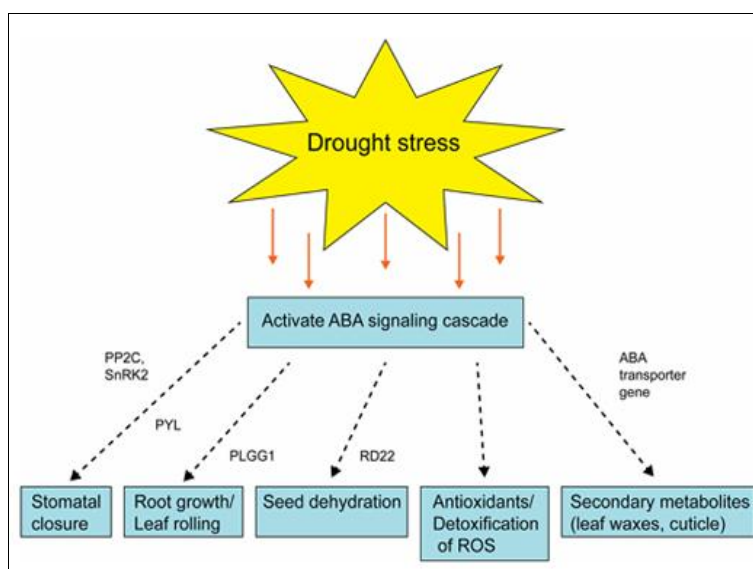 Drought stress
Activate ABA signaling cascade
PP2C,
SnRK2
ABA
transporter
gene
PYL
PLGG1
RD22
Stomatal
closure
Root growth/
Leaf rolling
Seed dehydration
Antioxidants/
Detoxification
of ROS
Secondary metabolites
(leaf waxes, cuticle)